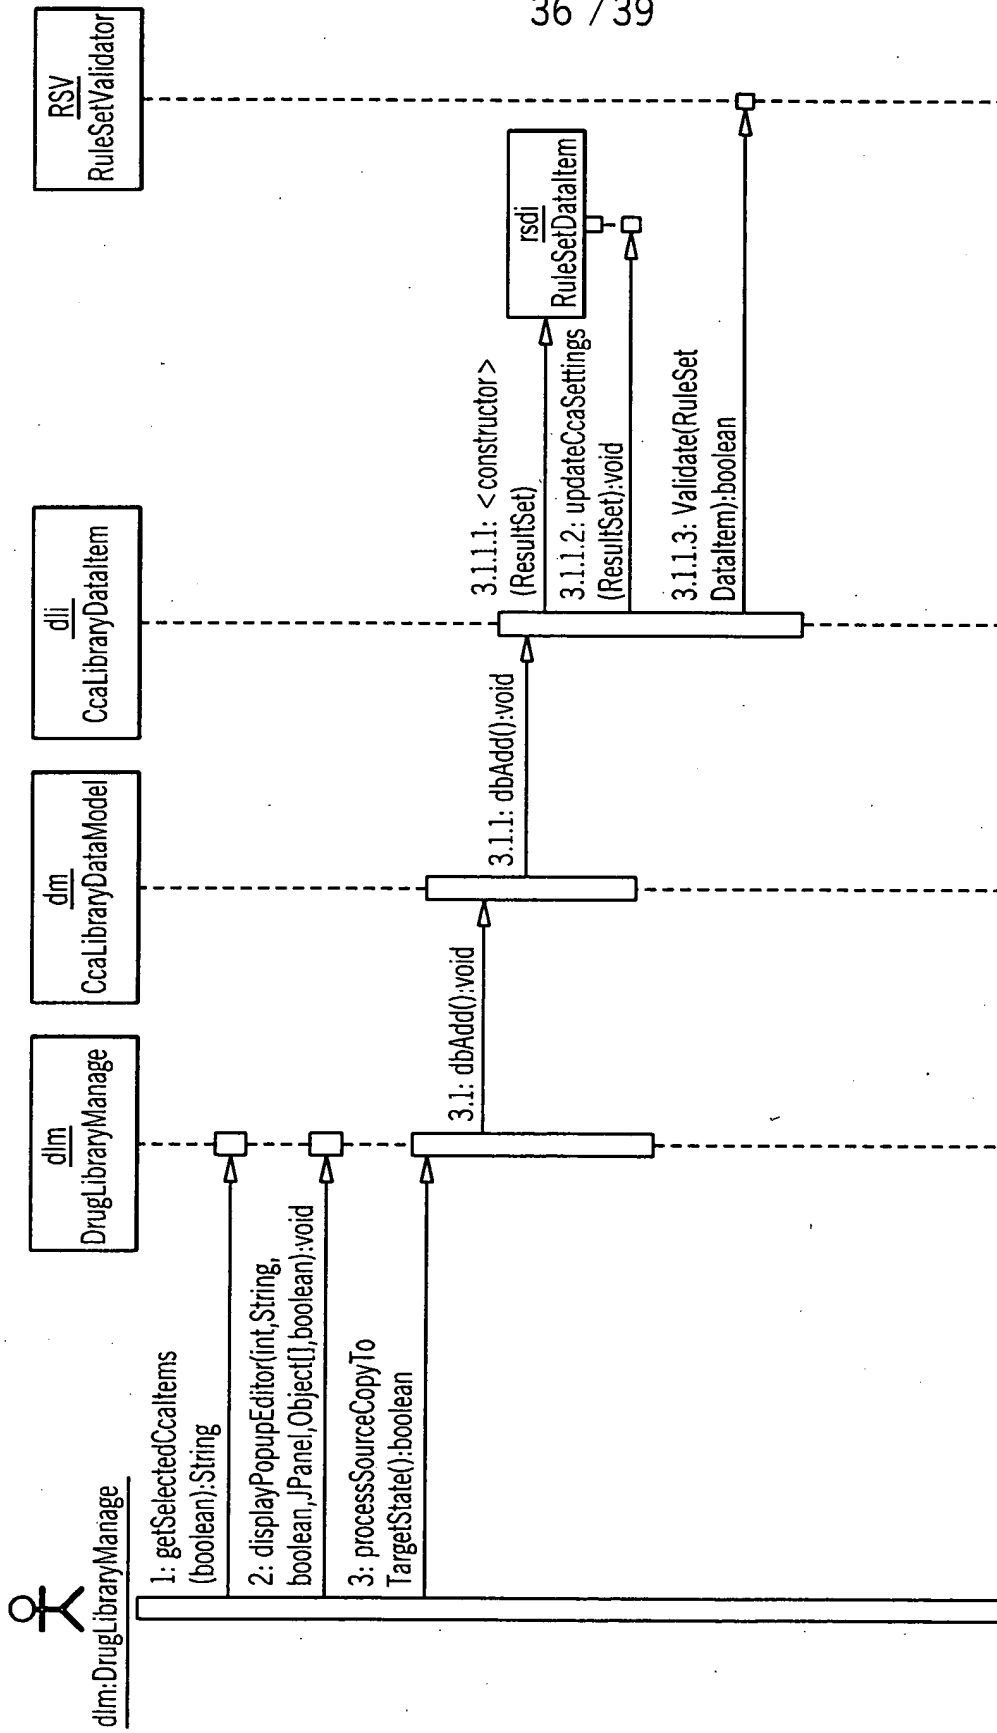 36 / 39
dlm:DrugLibraryManage
dlm
DrugLibraryManage
dm
CcaLibraryDataModel
dli
CcaLibraryDataItem
RSV
RuleSetValidator
1: getSelectedCcaItems
(boolean):String
2: displayPopupEditor(int,String,
boolean,JPanel,Object[],boolean):void
3: processSourceCopyTo
TargetState():boolean
3.1: dbAdd():void
3.1.1: dbAdd():void
3.1.1.1: <constructor>
(ResultSet)
rsdi
RuleSetDataItem
3.1.1.2: updateCcaSettings
(ResultSet):void
3.1.1.3: Validate(RuleSet
DataItem):boolean